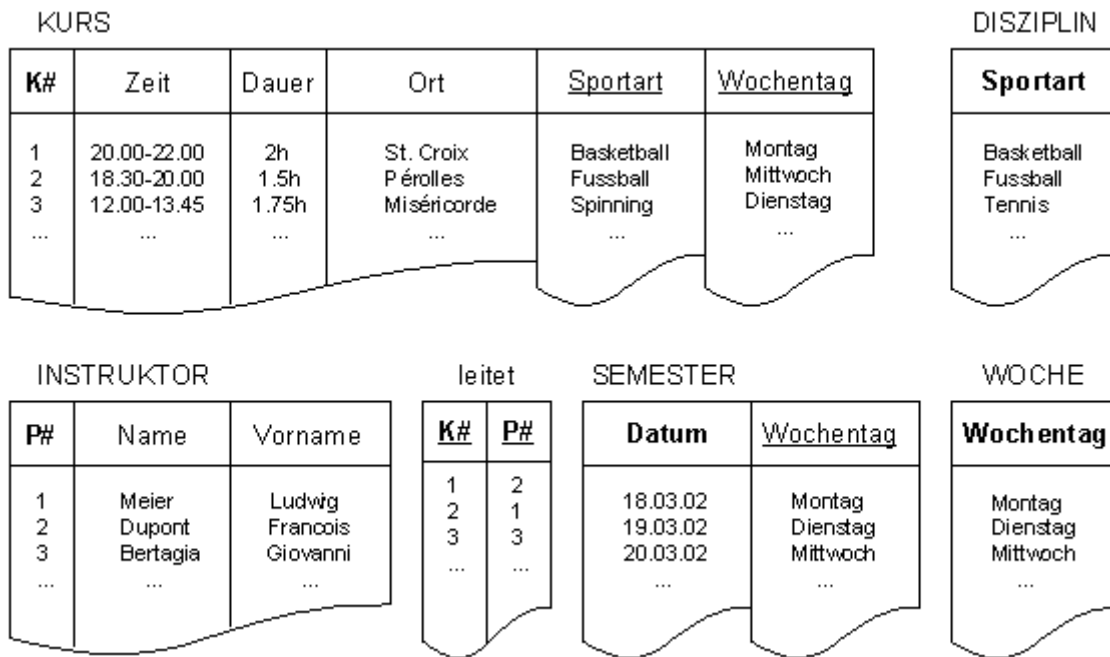 KURS DISZIPLIN
K# Zeit Dauer Ort Sportart Wochentag Sportart
1 20.00-22.00 2h St. Croix Basketball Montag Basketball
2 18.30-20.00 1.5h Pérolles Fussball Mittwoch Fussball
3 12.00-13.45 1.75h Miséricorde Spinning Dienstag Tennis
... ... ... ... ... ... ...
INSTRUKTOR leitet SEMESTER WOCHE
P# Name Vorname K# P# Datum Wochentag Wochentag
1 Meier Ludwig 1 2 18.03.02 Montag Montag
2 Dupont Francois 2 1 19.03.02 Dienstag Dienstag
3 Bertagia Giovanni 3 3 20.03.02 Mittwoch Mittwoch
... ... ... ... ... ... ... ...